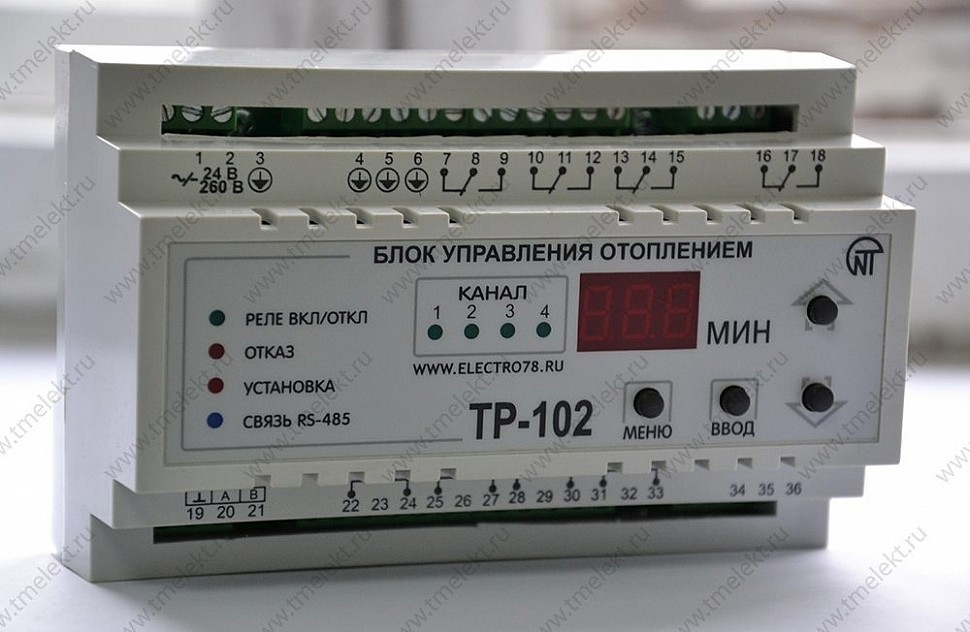 www.tmelekt.ru
1 2 3
24 В
260 В
4 5 6 7 8 9 10 11 12 13 14 15 16 17 18
БЛОК УПРАВЛЕНИЯ ОТОПЛЕНИЕМ
NT
КАНАЛ
1 2 3 4
РЕЛЕ ВКЛ/ОТКЛ
ОТКАЗ
УСТАНОВКА
СВЯЗЬ RS-485
МИН
WWW.ELECTRO78.RU
ТР-102
МЕНЮ
ВВОД
A B
19 20 21
22 23 24 25 26 27 28 29 30 31 32 33 34 35 36